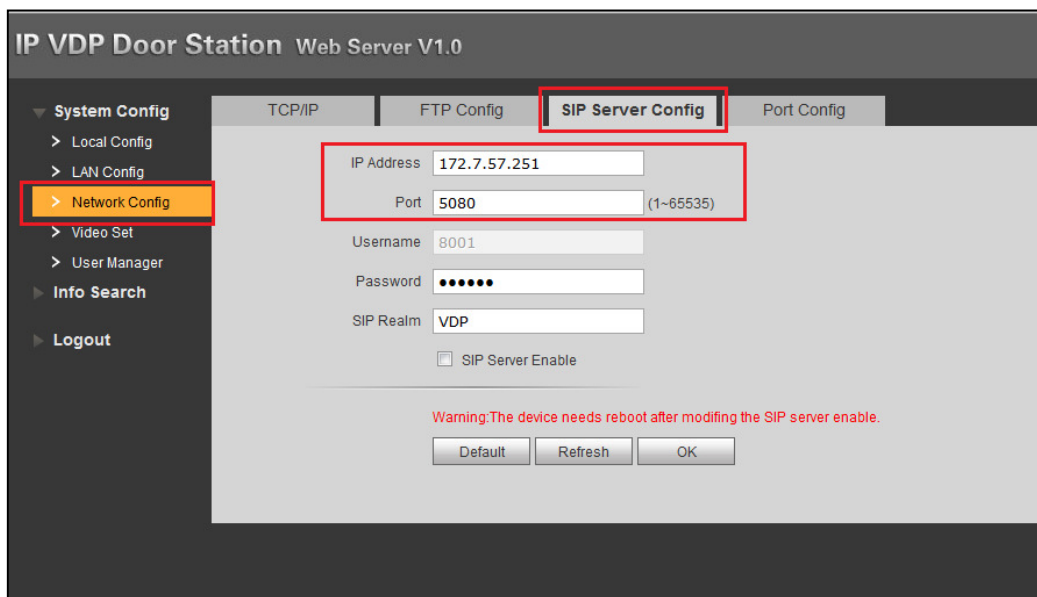 IP VDP Door Station Web Server V1.0
System Config
Local Config
LAN Config
Network Config
Video Set
User Manager
Info Search
Logout
TCP/IP FTP Config SIP Server Config Port Config
IP Address 172.7.57.251
Port 5080 (1~65535)
Username 8001
Password ●●●●●●
SIP Realm VDP
SIP Server Enable
Warning:The device needs reboot after modifing the SIP server enable.
Default Refresh OK